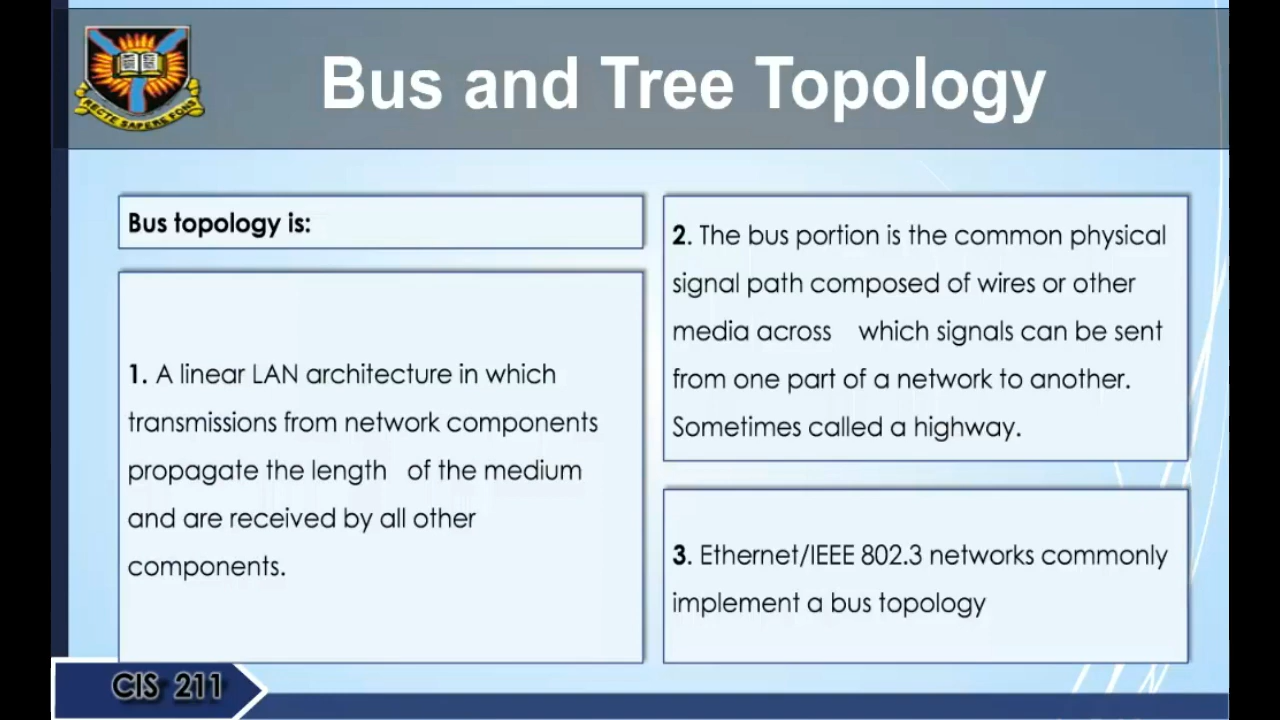 Bus and Tree Topology
RECTE SAPERE FONS
Bus topology is:
1. A linear LAN architecture in which
transmissions from network components
propagate the length of the medium
and are received by all other
components.
2. The bus portion is the common physical
signal path composed of wires or other
media across which signals can be sent
from one part of a network to another.
Sometimes called a highway.
3. Ethernet/IEEE 802.3 networks commonly
implement a bus topology
CIS 211